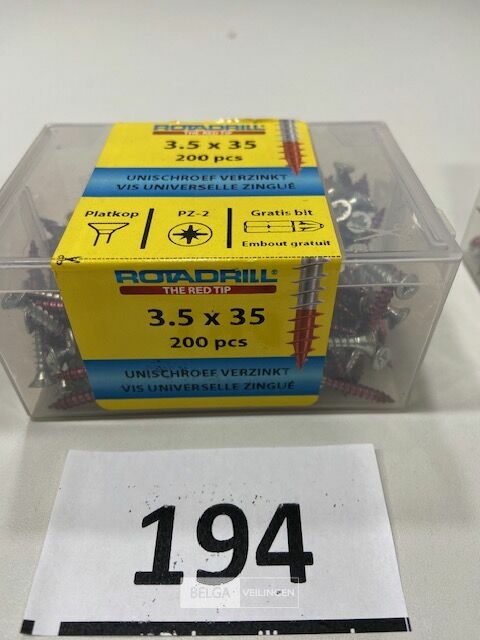 ROTADRILL®
THE RED TIP
3.5 x 35
200 pcs
UNISCHROEF VERZINKT
VIS UNIVERSELLE ZINGUÉ
Platkop
PZ-2
Gratis bit
Embout gratuit
ROTADRILL®
THE RED TIP
3.5 x 35
200 pcs
UNISCHROEF VERZINKT
VIS UNIVERSELLE ZINGUÉ
194
BELGA VEILINGEN